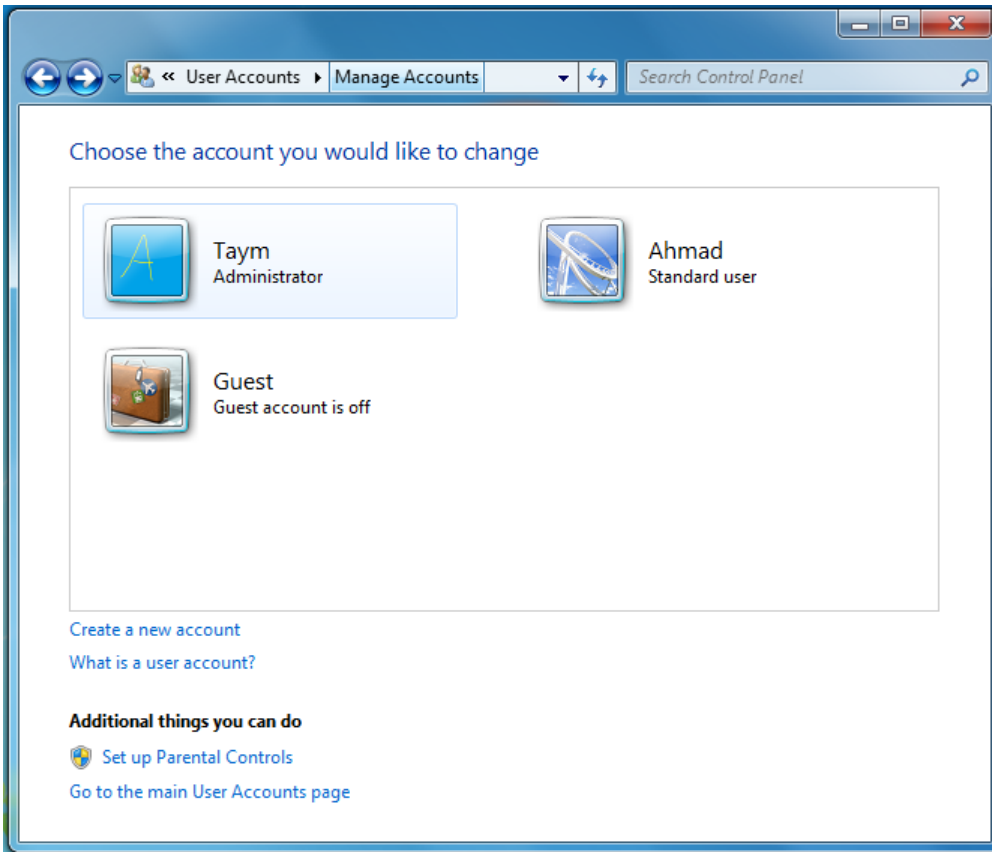 « User Accounts ▸ Manage Accounts
Search Control Panel
Choose the account you would like to change
Taym
Administrator
Ahmad
Standard user
Guest
Guest account is off
Create a new account
What is a user account?
Additional things you can do
Set up Parental Controls
Go to the main User Accounts page